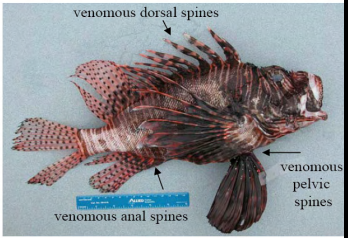 venomous dorsal spines
venomous
pelvic
spines
venomous anal spines